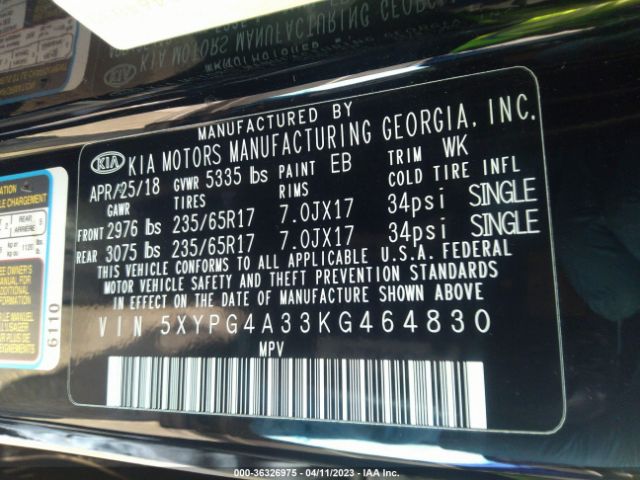 MANUFACTURED BY
KIA KIA MOTORS MANUFACTURING GEORGIA, INC.
APR/25/18 GVWR 5335 lbs PAINT EB TRIM WK
GAWR TIRES RIMS COLD TIRE INFL
FRONT 2976 lbs 235/65R17 7.0JX17 34psi SINGLE
REAR 3075 lbs 235/65R17 7.0JX17 34psi SINGLE
THIS VEHICLE CONFORMS TO ALL APPLICABLE U.S.A. FEDERAL
MOTOR VEHICLE SAFETY AND THEFT PREVENTION STANDARDS
IN EFFECT ON THE DATE OF MANUFACTURE SHOWN ABOVE.
VIN 5XYPG4A33KG464830
MPV
6110
000-36326975 - 04/11/2023 - IAA Inc.